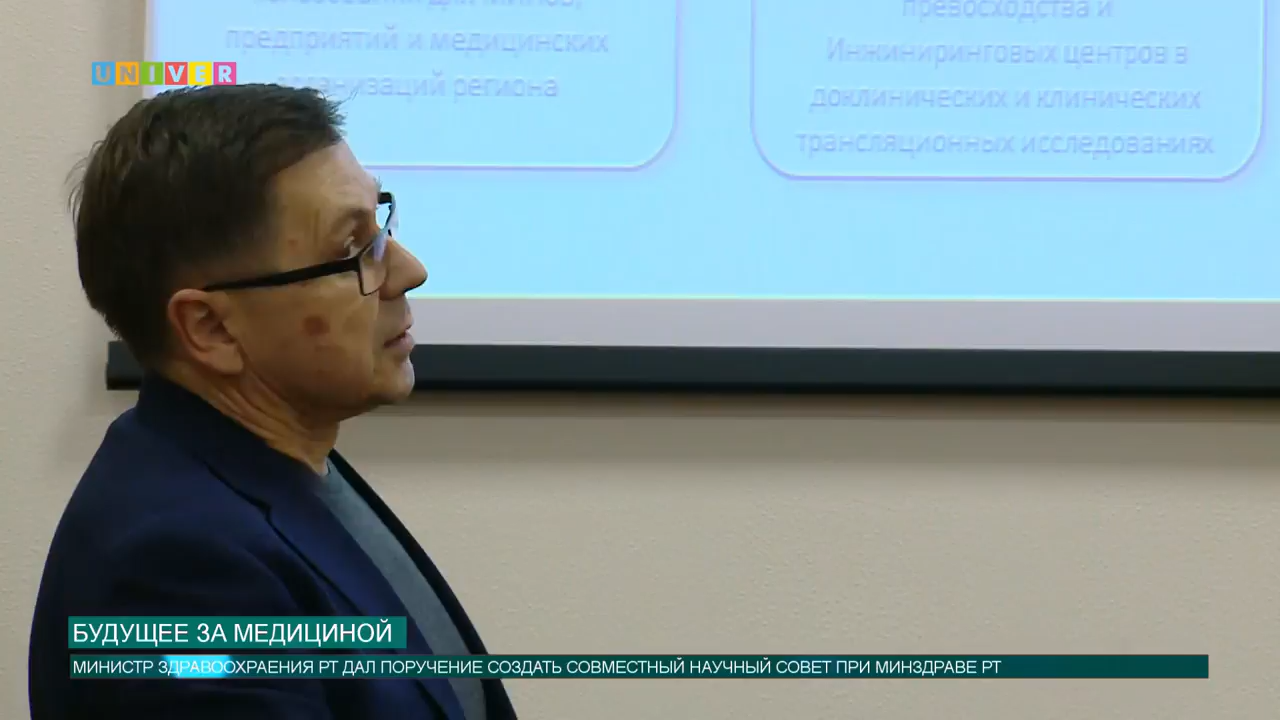 предприятий и медицинских
организаций региона
превосходства и
Инжиниринговых центров в
доклинических и клинических
трансляционных исследованиях
UNIVER
БУДУЩЕЕ ЗА МЕДИЦИНОЙ
МИНИСТР ЗДРАВООХРАЕНИЯ РТ ДАЛ ПОРУЧЕНИЕ СОЗДАТЬ СОВМЕСТНЫЙ НАУЧНЫЙ СОВЕТ ПРИ МИНЗДРАВЕ РТ